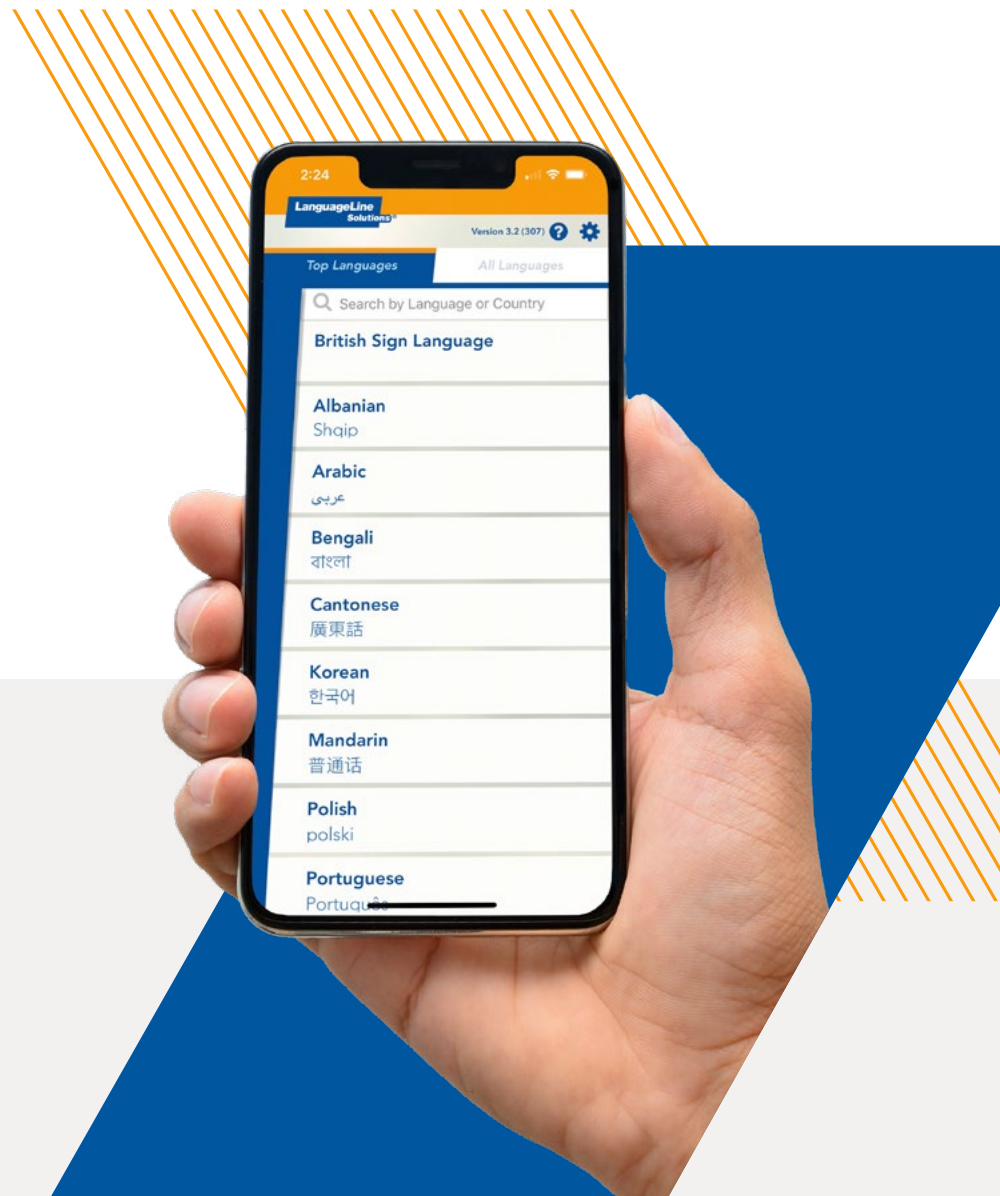 2:24
LanguageLine
Solutions®
Version 3.2 (307)
Top Languages
All Languages
Search by Language or Country
British Sign Language
Albanian
Shqip
Arabic
عربي
Bengali
বাংলা
Cantonese
廣東話
Korean
한국어
Mandarin
普通话
Polish
polski
Portuguese
Português